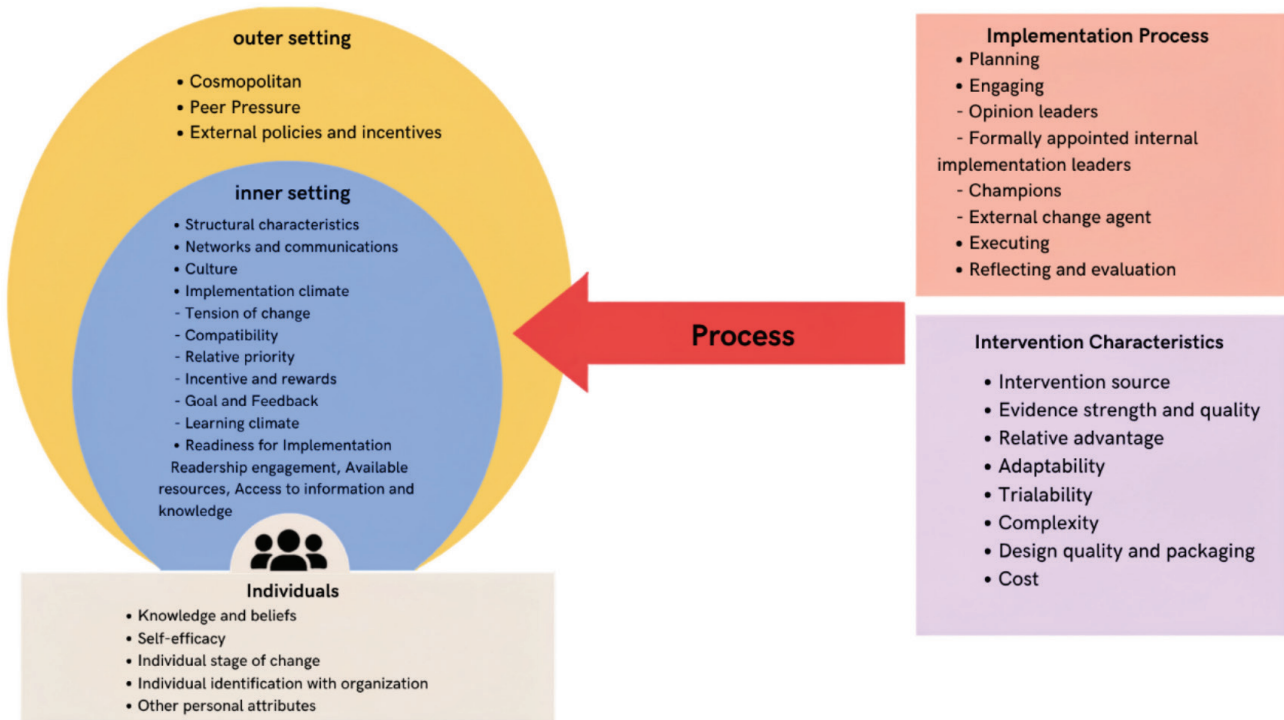 outer setting
• Cosmopolitan
• Peer Pressure
• External policies and incentives
inner setting
• Structural characteristics
• Networks and communications
• Culture
• Implementation climate
- Tension of change
- Compatibility
- Relative priority
- Incentive and rewards
- Goal and Feedback
- Learning climate
• Readiness for Implementation
Readership engagement, Available
resources, Access to information and
knowledge
Individuals
• Knowledge and beliefs
• Self-efficacy
• Individual stage of change
• Individual identification with organization
• Other personal attributes
Process
Implementation Process
• Planning
• Engaging
- Opinion leaders
- Formally appointed internal
implementation leaders
- Champions
- External change agent
• Executing
• Reflecting and evaluation
Intervention Characteristics
• Intervention source
• Evidence strength and quality
• Relative advantage
• Adaptability
• Trialability
• Complexity
• Design quality and packaging
• Cost